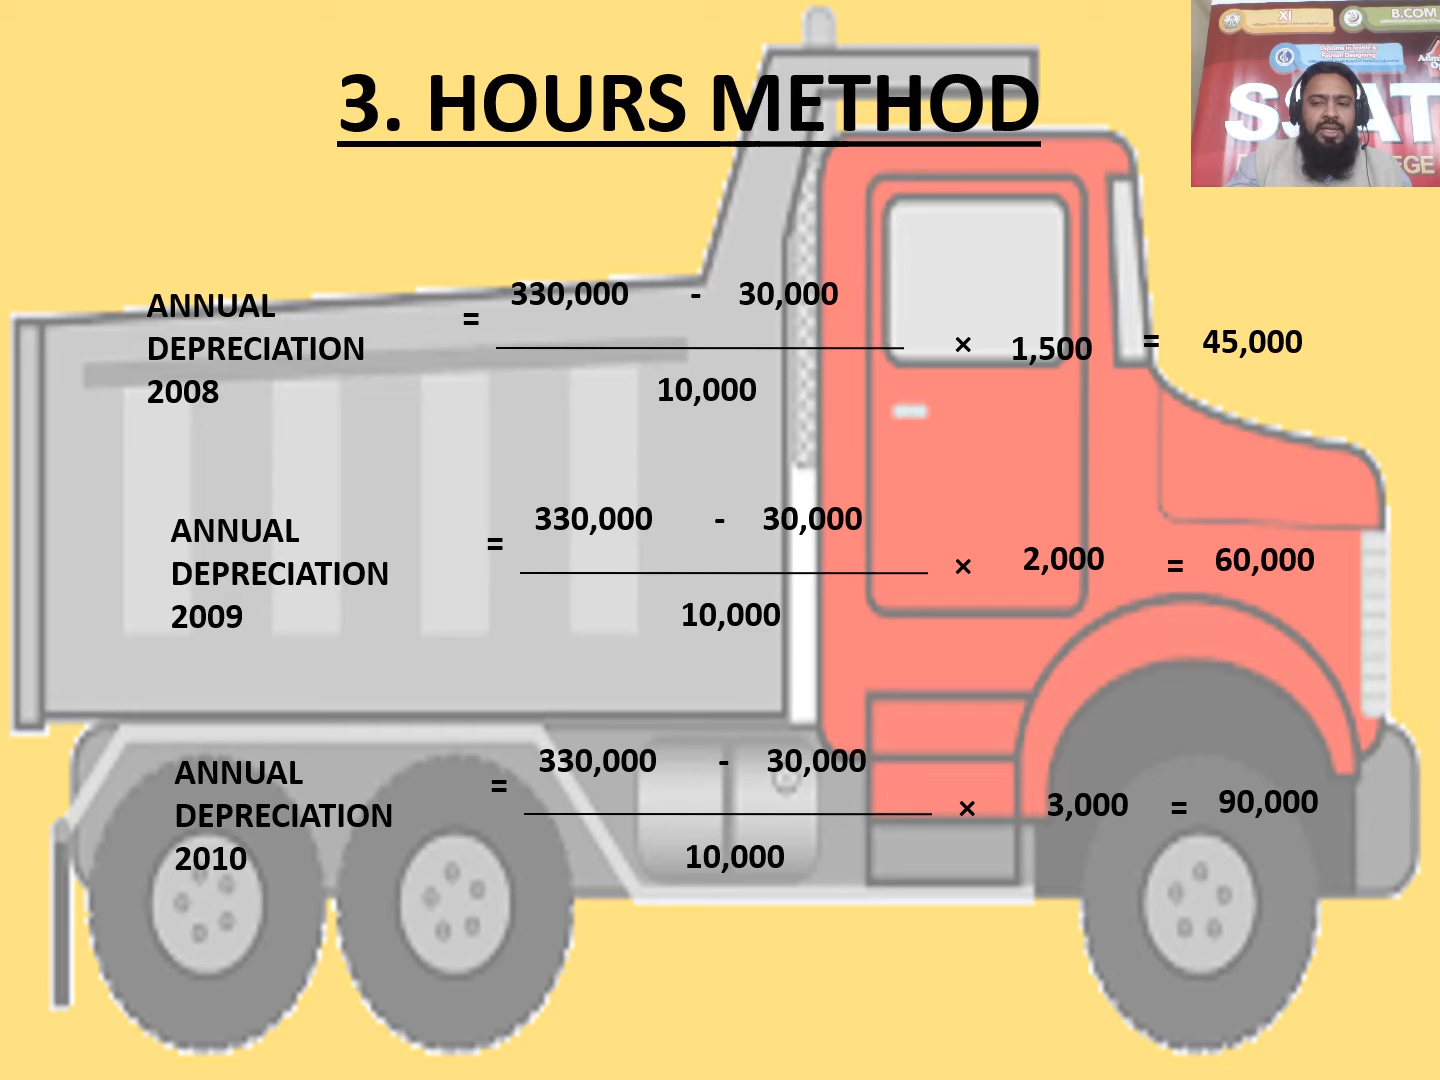 3. HOURS METHOD
XI
B.COM
ANNUAL DEPRECIATION 2008 = 330,000 - 30,000 / 10,000 × 1,500 = 45,000
ANNUAL DEPRECIATION 2009 = 330,000 - 30,000 / 10,000 × 2,000 = 60,000
ANNUAL DEPRECIATION 2010 = 330,000 - 30,000 / 10,000 × 3,000 = 90,000